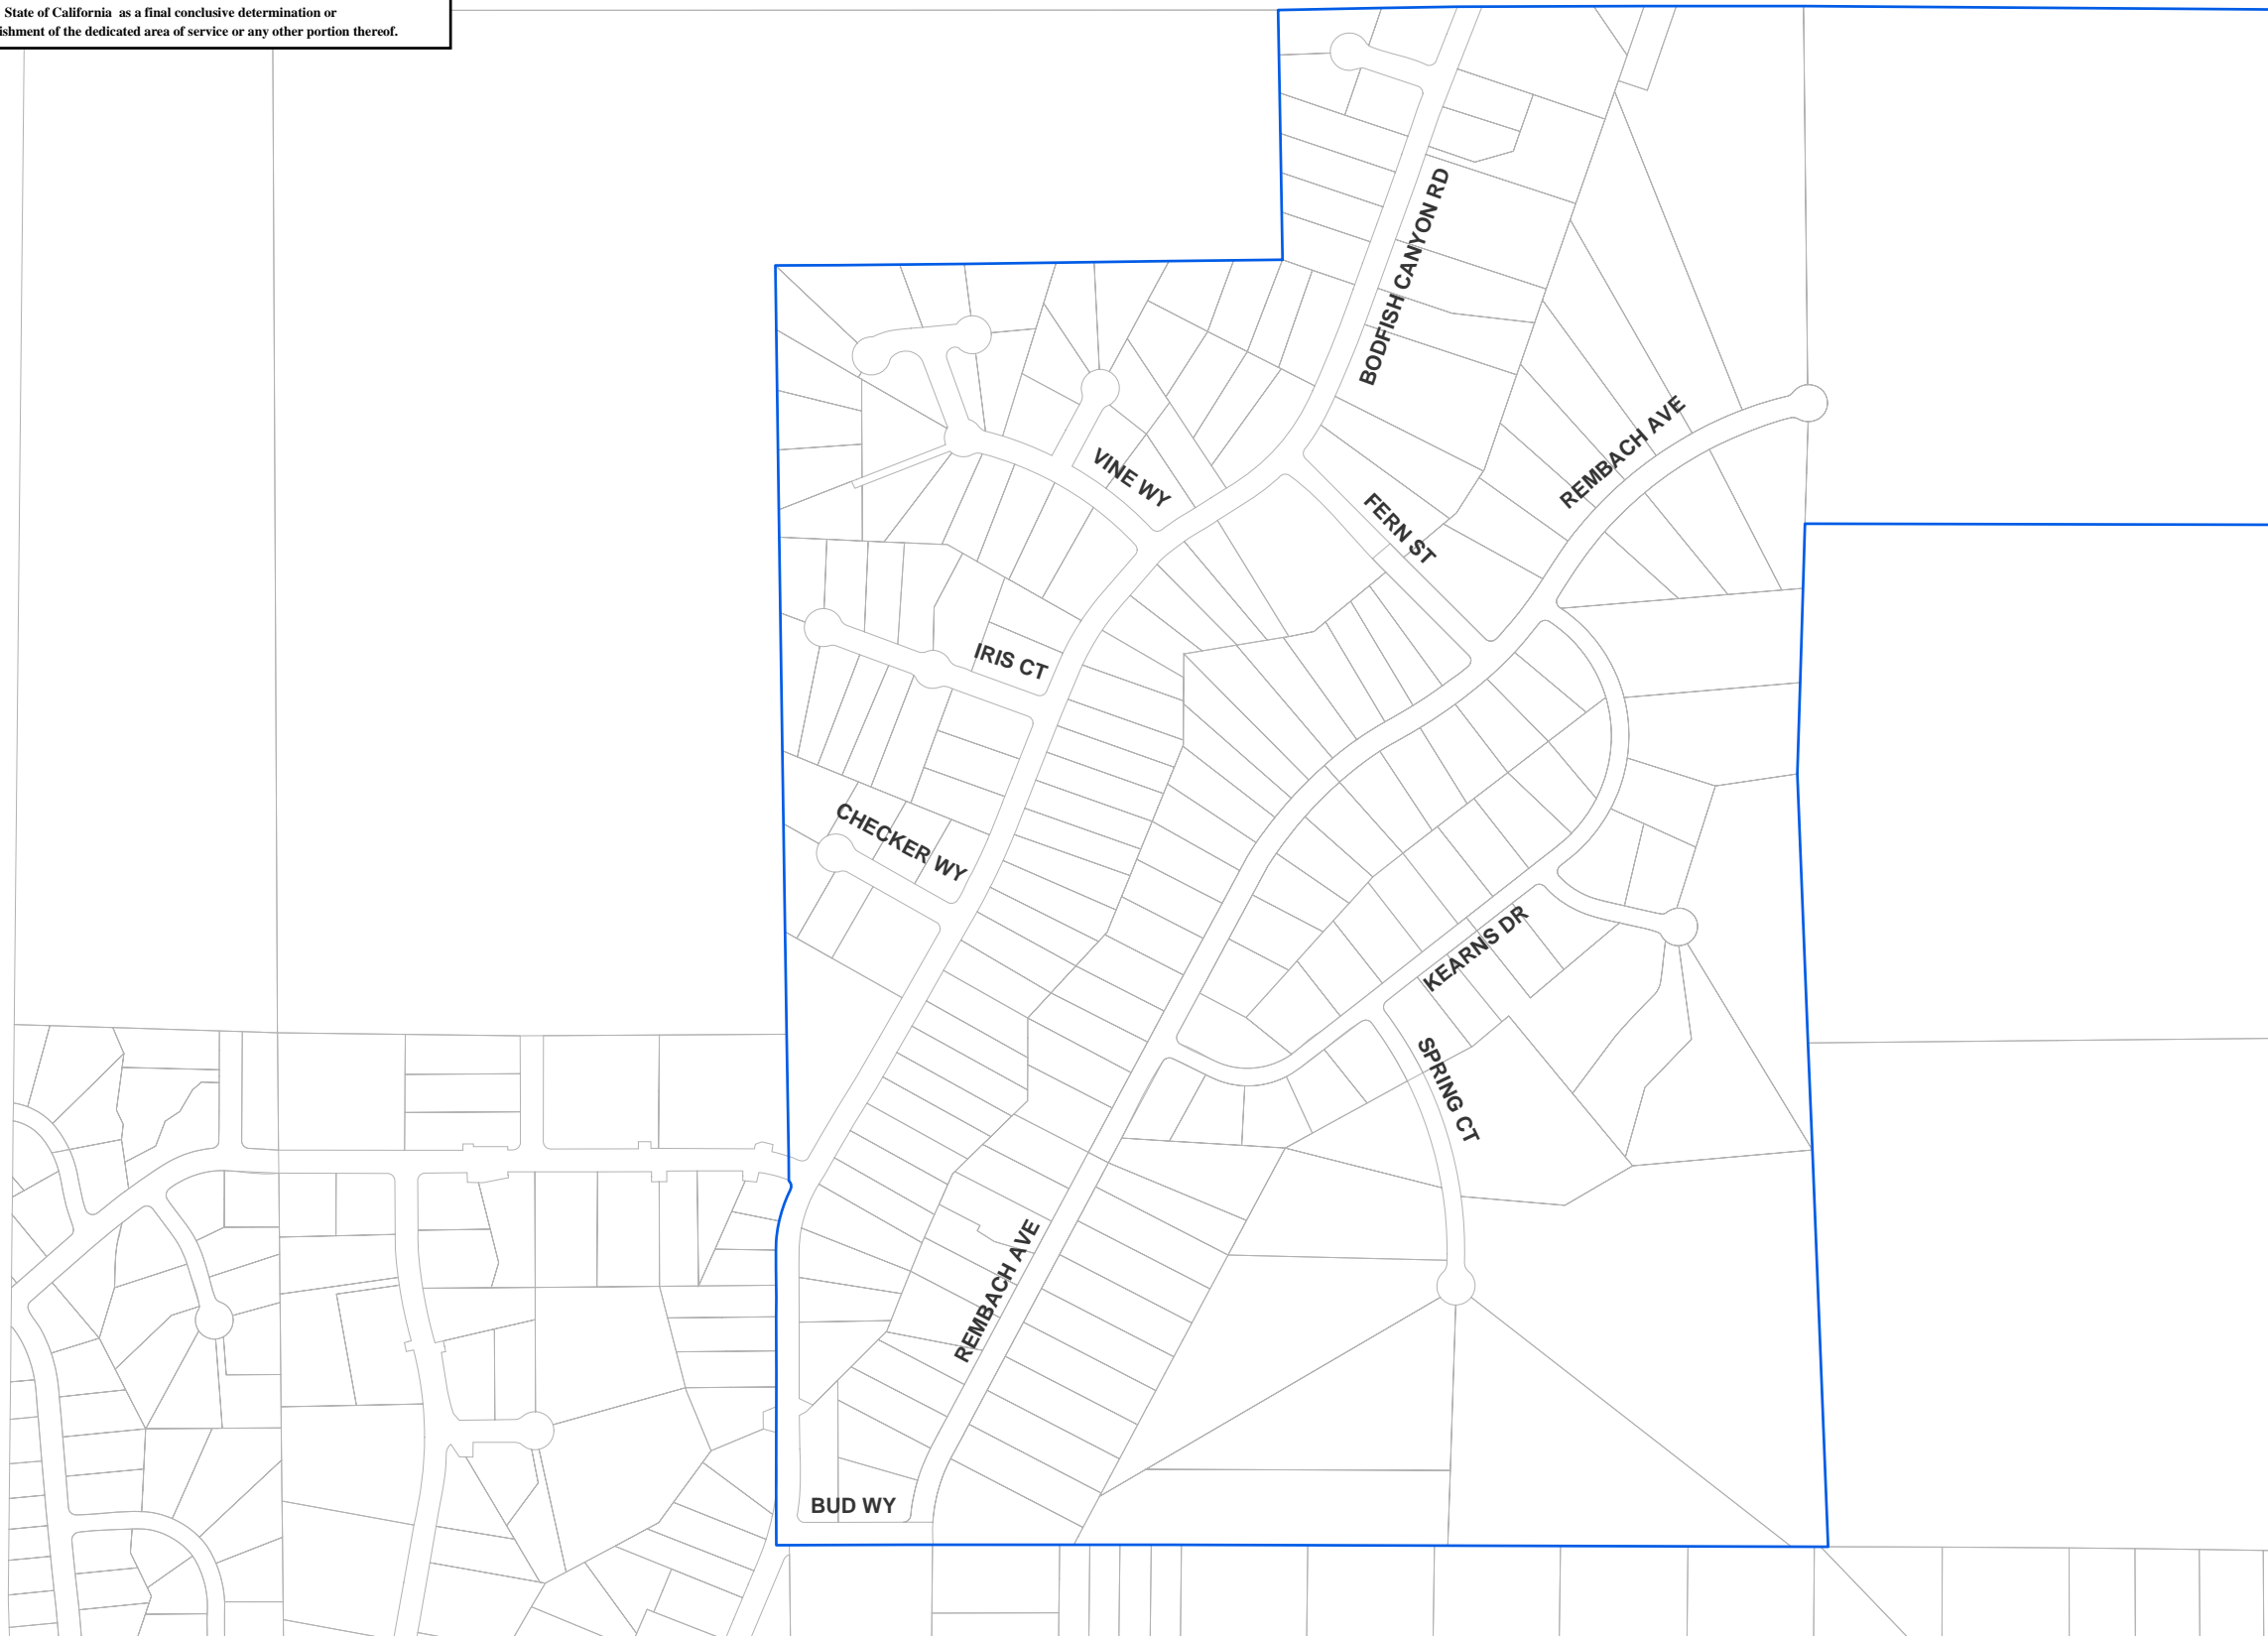 State of California as a final conclusive determination or
ishment of the dedicated area of service or any other portion thereof.
BODFISH CANYON RD
REMBACH AVE
VINE WY
FERN ST
IRIS CT
CHECKER WY
KEARNS DR
SPRING CT
REMBACH AVE
BUD WY